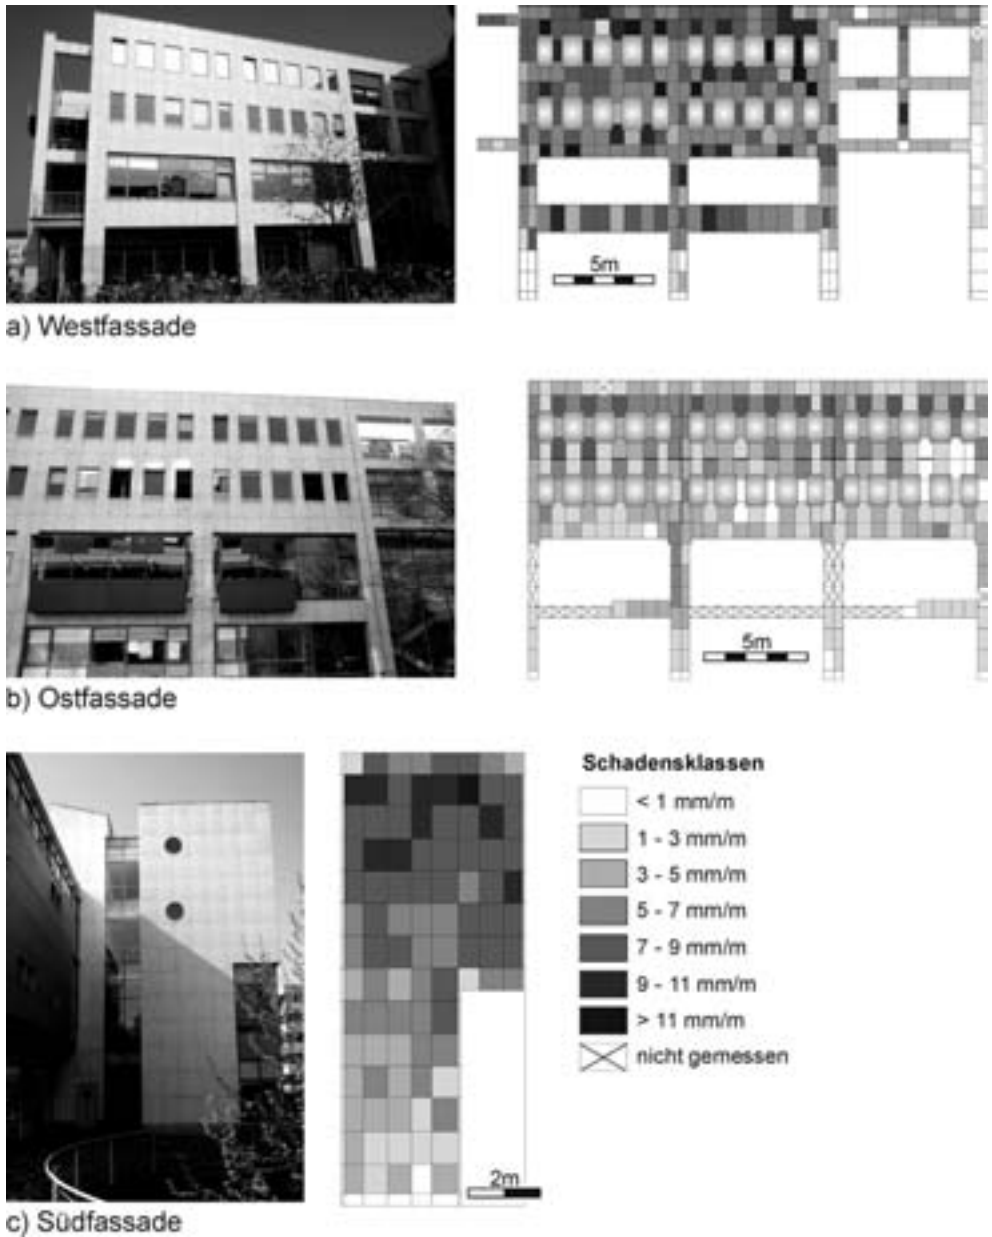 5m
a) Westfassade
5m
b) Ostfassade
Schadensklassen
< 1 mm/m
1 - 3 mm/m
3 - 5 mm/m
5 - 7 mm/m
7 - 9 mm/m
9 - 11 mm/m
> 11 mm/m
nicht gemessen
2m
c) Südfassade